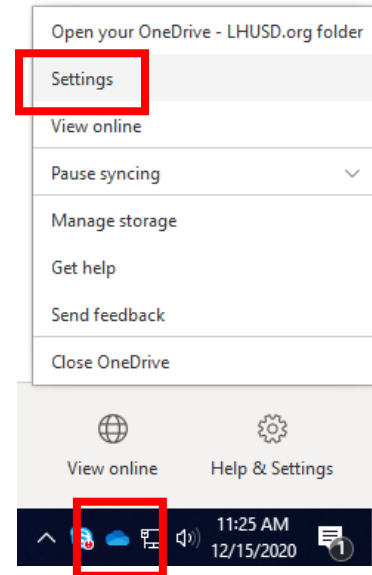 Open your OneDrive - LHUSD.org folder
Settings
View online
Pause syncing
Manage storage
Get help
Send feedback
Close OneDrive
View online Help & Settings
11:25 AM
12/15/2020
1